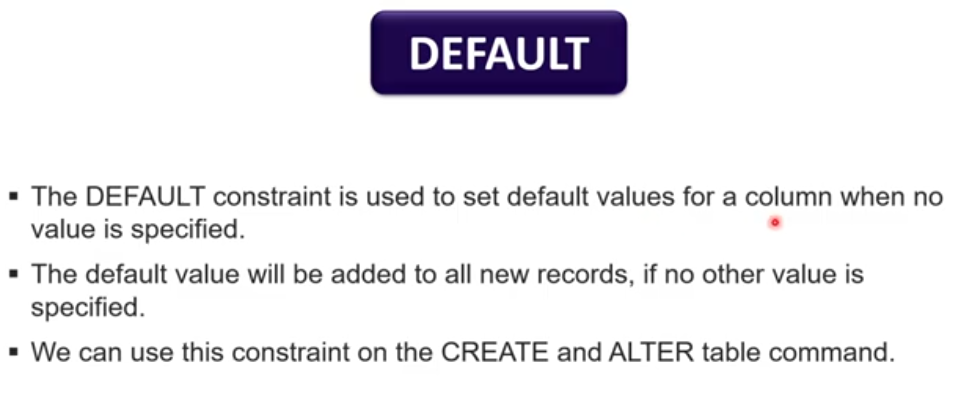 DEFAULT
▪ The DEFAULT constraint is used to set default values for a column when no
value is specified.
▪ The default value will be added to all new records, if no other value is
specified.
▪ We can use this constraint on the CREATE and ALTER table command.